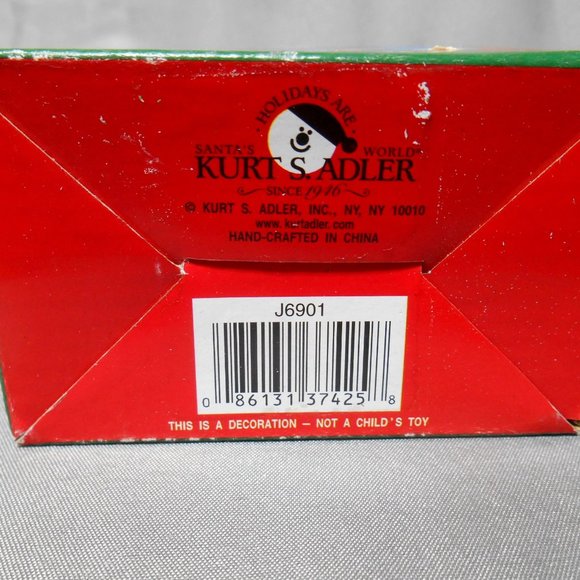 · HOLIDAYS ARE ·
SANTA'S WORLD®
KURT S. ADLER
SINCE 1946
© KURT S. ADLER, INC., NY, NY 10010
www.kurtadler.com
HAND-CRAFTED IN CHINA
J6901
0 86131 37425 8
THIS IS A DECORATION – NOT A CHILD'S TOY